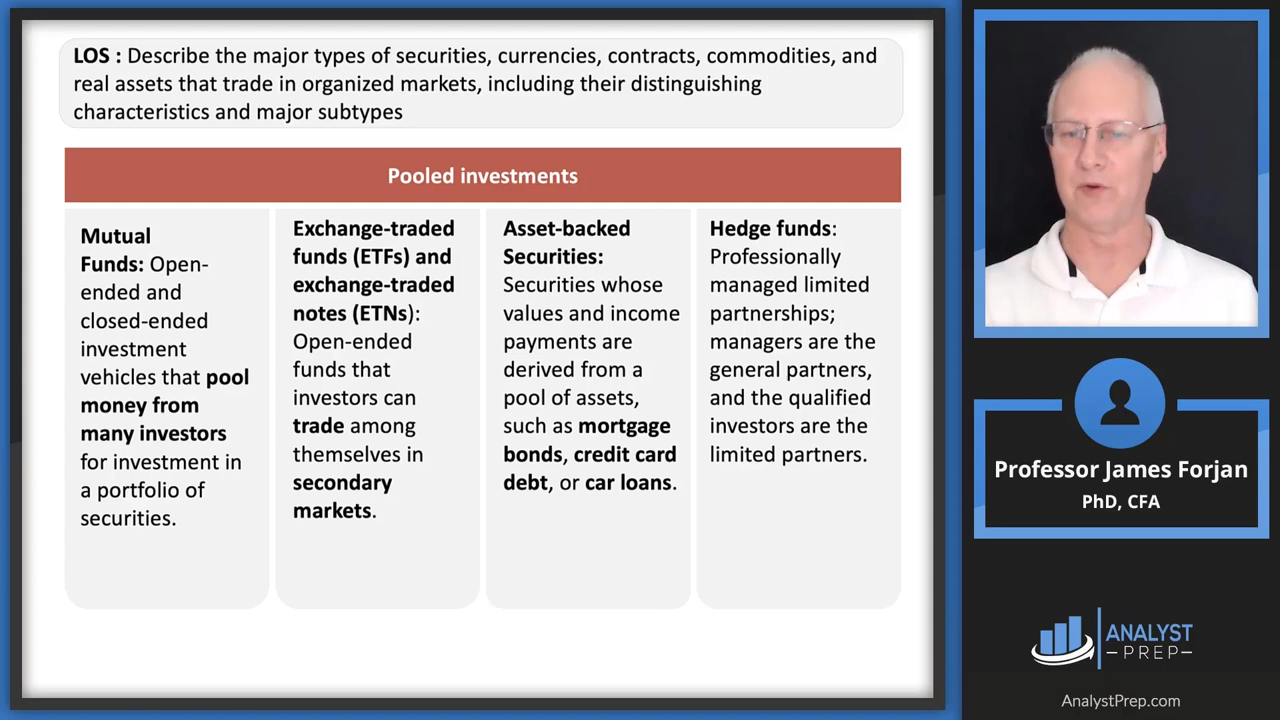 LOS : Describe the major types of securities, currencies, contracts, commodities, and
real assets that trade in organized markets, including their distinguishing
characteristics and major subtypes
Pooled investments
Mutual
Funds: Open-
ended and
closed-ended
investment
vehicles that pool
money from
many investors
for investment in
a portfolio of
securities.
Exchange-traded
funds (ETFs) and
exchange-traded
notes (ETNs):
Open-ended
funds that
investors can
trade among
themselves in
secondary
markets.
Asset-backed
Securities:
Securities whose
values and income
payments are
derived from a
pool of assets,
such as mortgage
bonds, credit card
debt, or car loans.
Hedge funds:
Professionally
managed limited
partnerships;
managers are the
general partners,
and the qualified
investors are the
limited partners.
Professor James Forjan
PhD, CFA
ANALYST
PREP
AnalystPrep.com